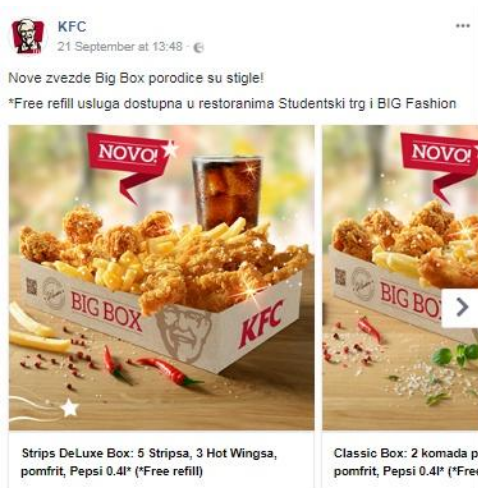 KFC
21 September at 13:48
Nove zvezde Big Box porodice su stigle!
*Free refill usluga dostupna u restoranima Studentski trg i BIG Fashion
NOVO!
NOVO!
BIG BOX
KFC
BIG BO
Strips DeLuxe Box: 5 Stripsa, 3 Hot Wingsa,
pomfrit, Pepsi 0.4l* (*Free refill)
Classic Box: 2 komada p
pomfrit, Pepsi 0.4l* (*Fre